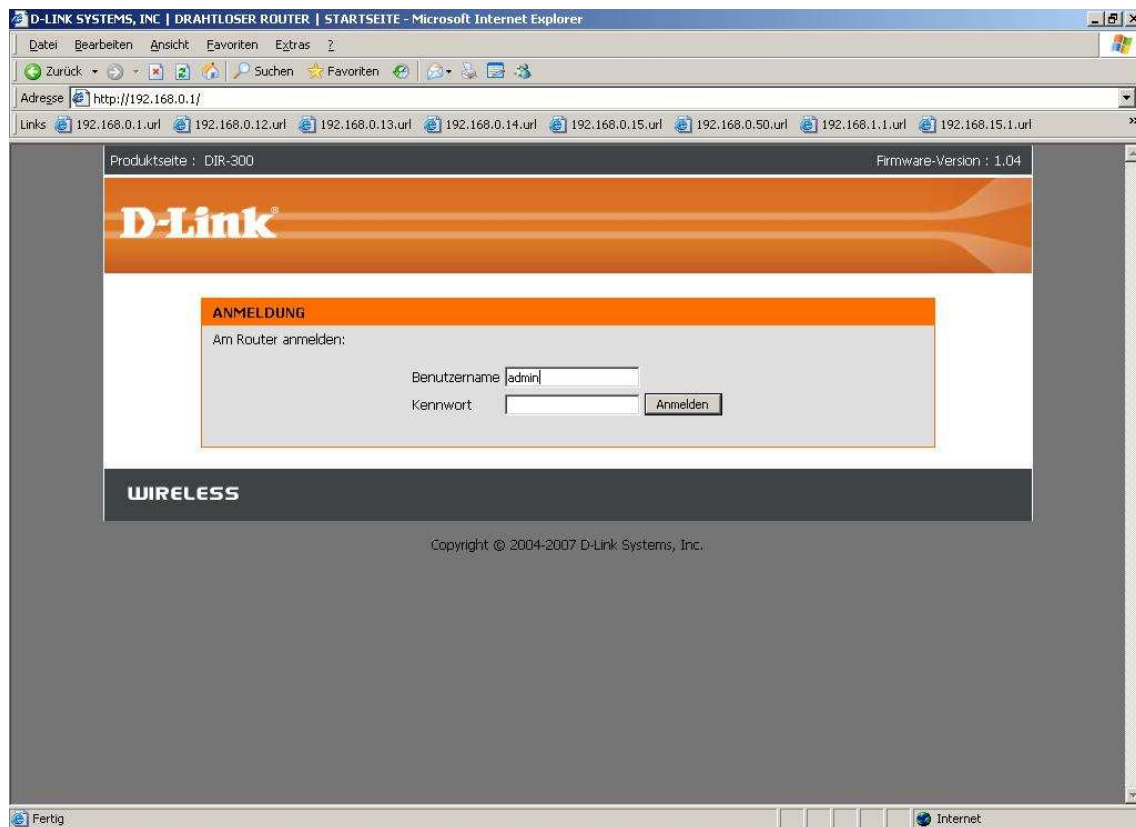 D-LINK SYSTEMS, INC | DRAHTLOSER ROUTER | STARTSEITE - Microsoft Internet Explorer
Datei Bearbeiten Ansicht Favoriten Extras ?
Zurück Suchen Favoriten
Adresse http://192.168.0.1/
Links 192.168.0.1.url 192.168.0.12.url 192.168.0.13.url 192.168.0.14.url 192.168.0.15.url 192.168.0.50.url 192.168.1.1.url 192.168.15.1.url »
Produktseite : DIR-300 Firmware-Version : 1.04
D-Link®
ANMELDUNG
Am Router anmelden:
Benutzername admin
Kennwort Anmelden
WIRELESS
Copyright © 2004-2007 D-Link Systems, Inc.
Fertig Internet